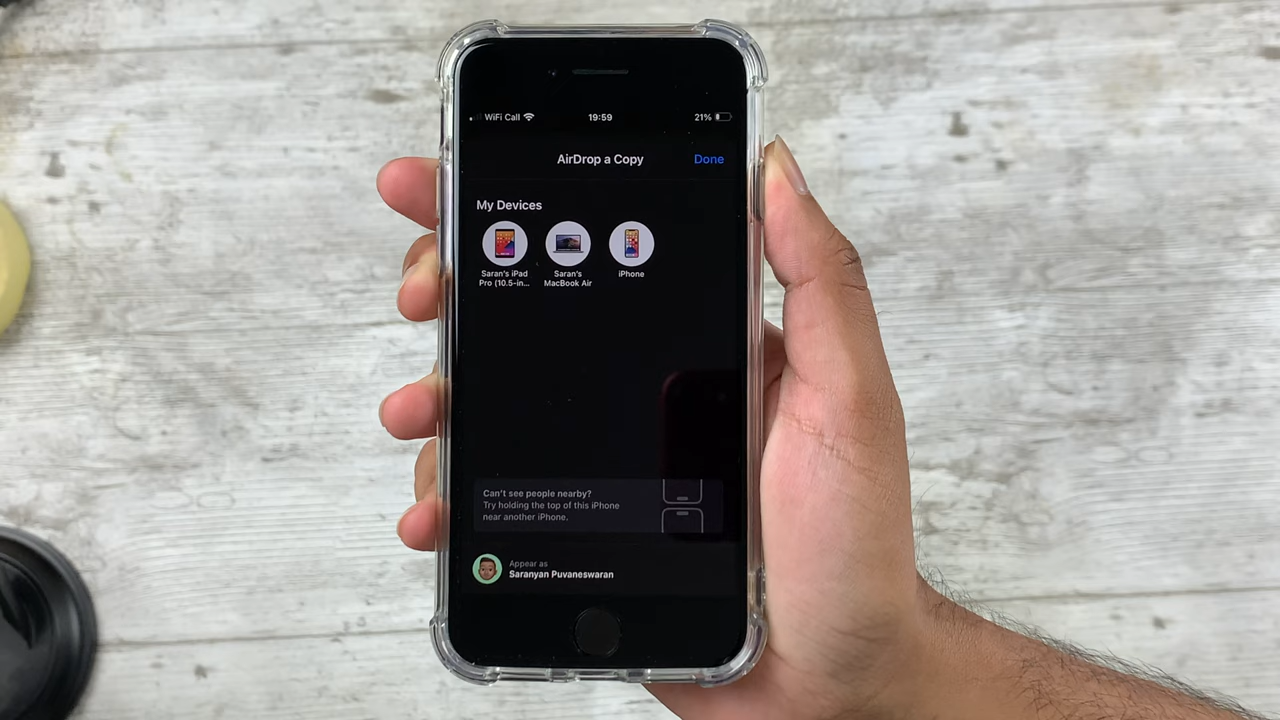 WiFi Call 19:59 21%
AirDrop a Copy Done
My Devices
Saran's iPad
Pro (10.5-in...
Saran's
MacBook Air
iPhone
Can't see people nearby?
Try holding the top of this iPhone
near another iPhone.
Appear as
Saranyan Puvaneswaran